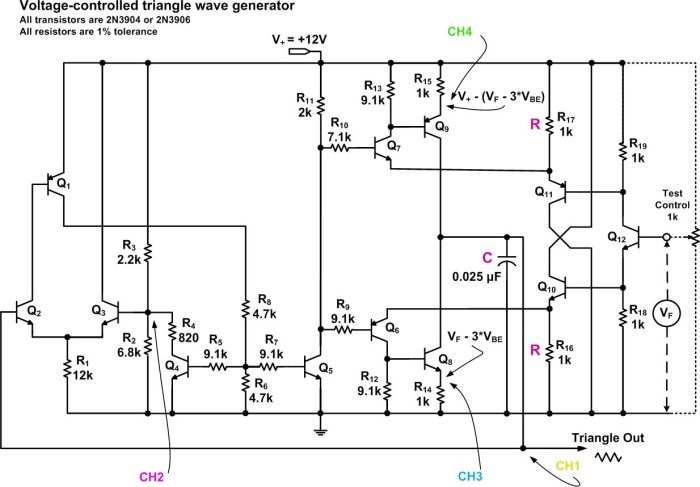 Voltage-controlled triangle wave generator
All transistors are 2N3904 or 2N3906
All resistors are 1% tolerance
CH4
V+ = +12V
R13
9.1k
R15
1k
V+ - (VF - 3*VBE)
R11
2k
R10
7.1k
Q7
Q9
R
R17
1k
R19
1k
Q1
Q11
Test
Control
1k
Q12
R3
2.2k
C
0.025 µF
Q10
Q2
Q3
R8
4.7k
R9
9.1k
Q6
R4
820
VF - 3*VBE
R18
1k
VF
R2
6.8k
R5
9.1k
R7
9.1k
R
R16
1k
R1
12k
Q4
Q5
Q8
R6
4.7k
R12
9.1k
R14
1k
Triangle Out
CH2
CH3
CH1